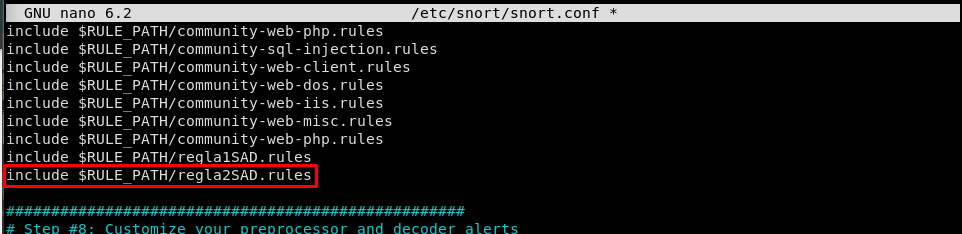 GNU nano 6.2 /etc/snort/snort.conf *
include $RULE_PATH/community-web-php.rules
include $RULE_PATH/community-sql-injection.rules
include $RULE_PATH/community-web-client.rules
include $RULE_PATH/community-web-dos.rules
include $RULE_PATH/community-web-iis.rules
include $RULE_PATH/community-web-misc.rules
include $RULE_PATH/community-web-php.rules
include $RULE_PATH/regla1SAD.rules
include $RULE_PATH/regla2SAD.rules
###################################################
# Step #8: Customize your preprocessor and decoder alerts